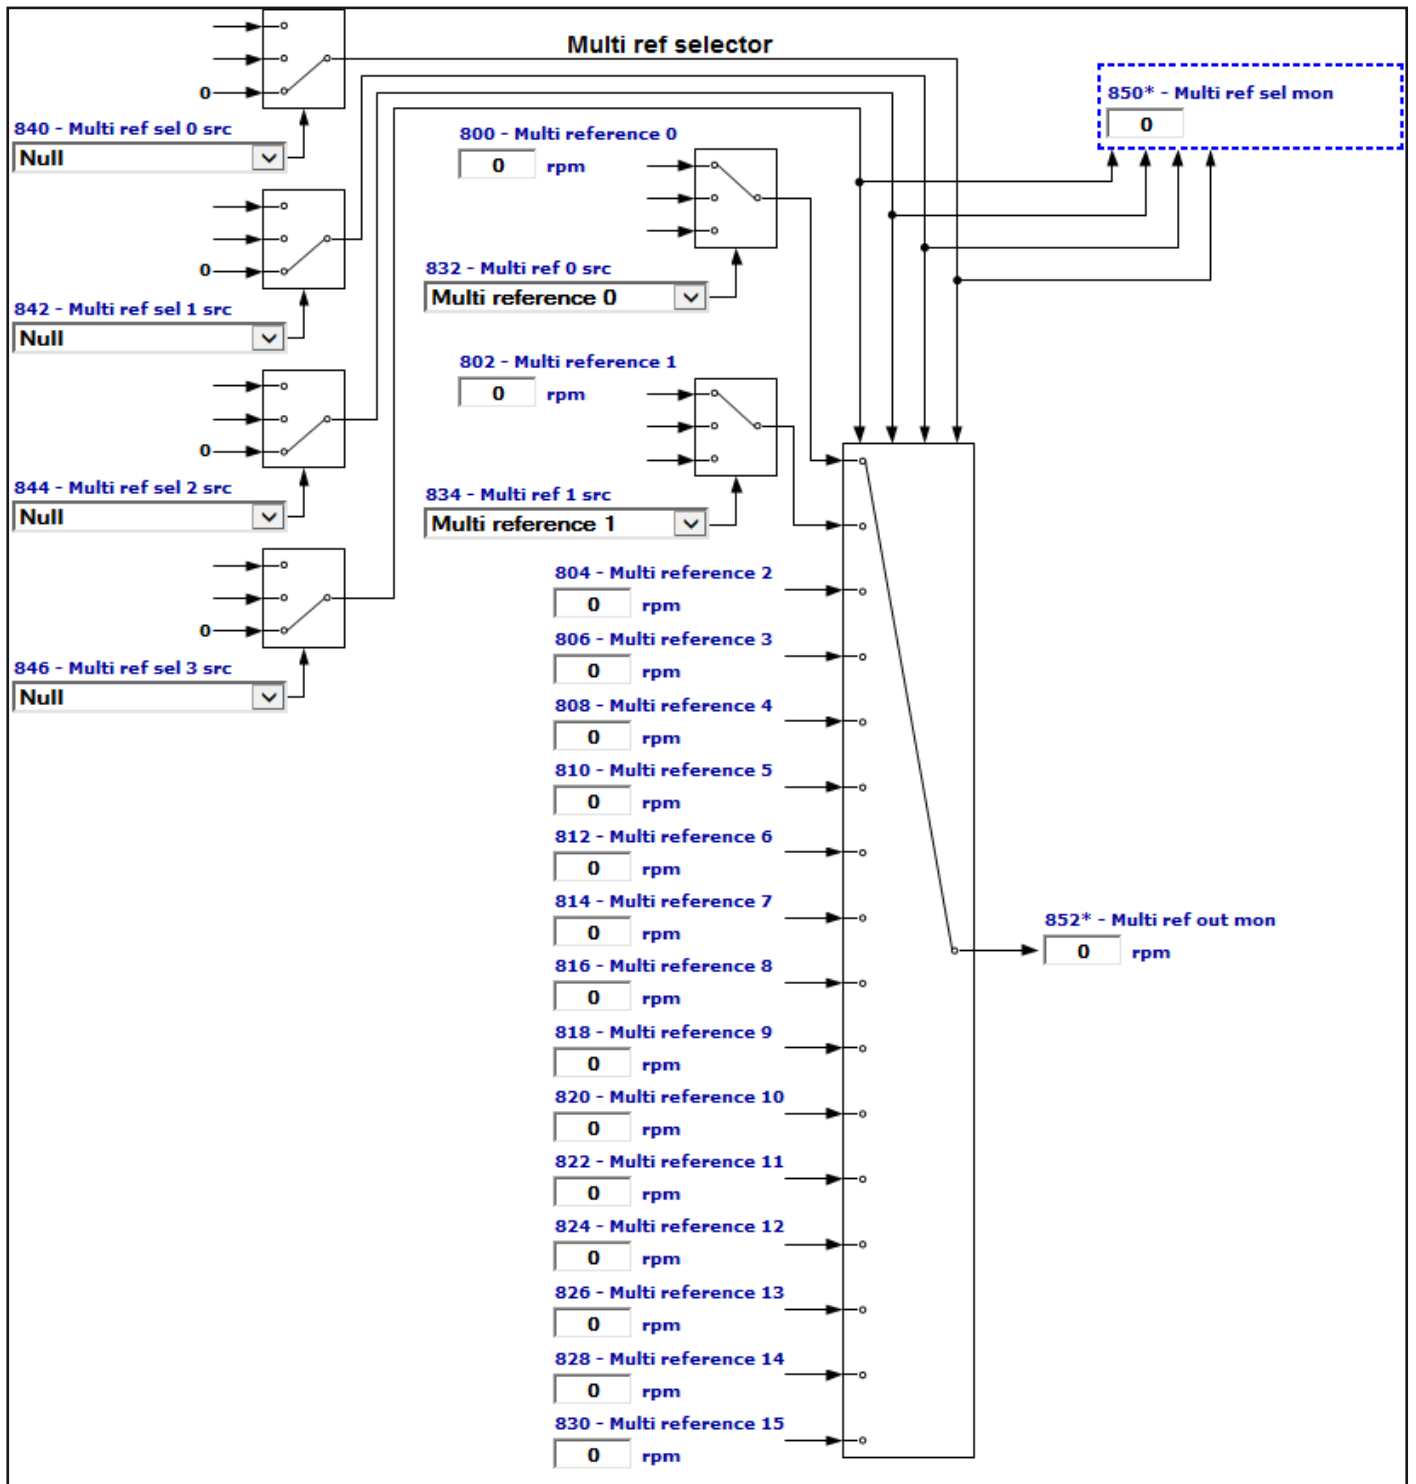 Multi ref selector
0
840 - Multi ref sel 0 src
Null
0
842 - Multi ref sel 1 src
Null
0
844 - Multi ref sel 2 src
Null
0
846 - Multi ref sel 3 src
Null
800 - Multi reference 0
0 rpm
832 - Multi ref 0 src
Multi reference 0
802 - Multi reference 1
0 rpm
834 - Multi ref 1 src
Multi reference 1
804 - Multi reference 2
0 rpm
806 - Multi reference 3
0 rpm
808 - Multi reference 4
0 rpm
810 - Multi reference 5
0 rpm
812 - Multi reference 6
0 rpm
814 - Multi reference 7
0 rpm
816 - Multi reference 8
0 rpm
818 - Multi reference 9
0 rpm
820 - Multi reference 10
0 rpm
822 - Multi reference 11
0 rpm
824 - Multi reference 12
0 rpm
826 - Multi reference 13
0 rpm
828 - Multi reference 14
0 rpm
830 - Multi reference 15
0 rpm
850* - Multi ref sel mon
0
852* - Multi ref out mon
0 rpm